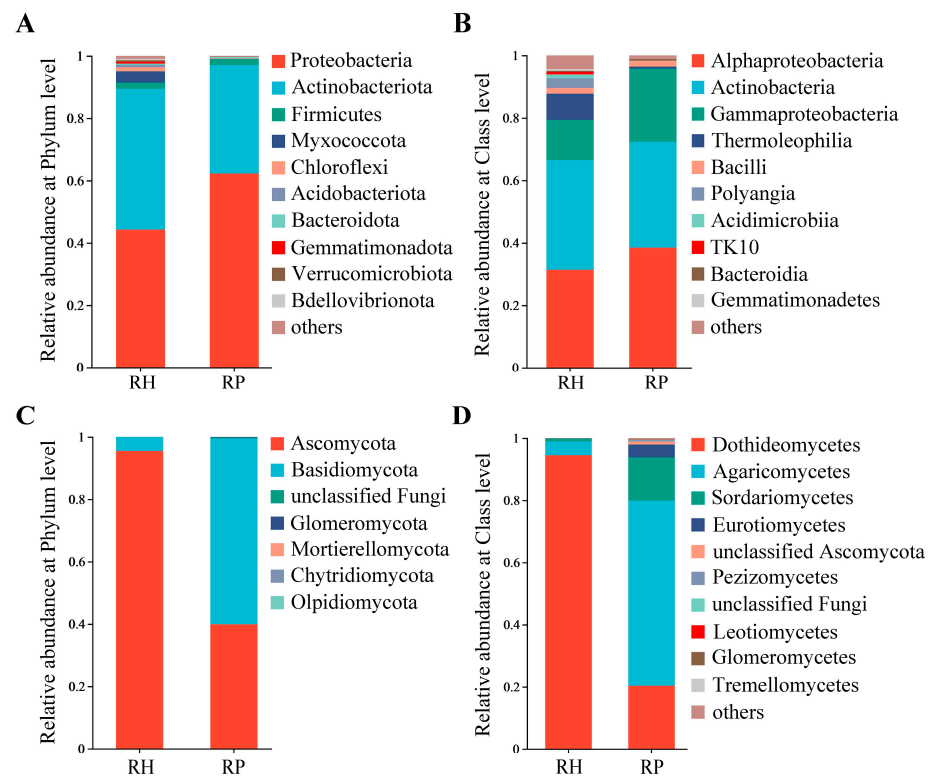 A
Relative abundance at Phylum level
1
0.8
0.6
0.4
0.2
0
RH
RP
Proteobacteria
Actinobacteriota
Firmicutes
Myxococcota
Chloroflexi
Acidobacteriota
Bacteroidota
Gemmatimonadota
Verrucomicrobiota
Bdellovibrionota
others
B
Relative abundance at Class level
1
0.8
0.6
0.4
0.2
0
RH
RP
Alphaproteobacteria
Actinobacteria
Gammaproteobacteria
Thermoleophilia
Bacilli
Polyangia
Acidimicrobiia
TK10
Bacteroidia
Gemmatimonadetes
others
C
Relative abundance at Phylum level
1
0.8
0.6
0.4
0.2
0
RH
RP
Ascomycota
Basidiomycota
unclassified Fungi
Glomeromycota
Mortierellomycota
Chytridiomycota
Olpidiomycota
D
Relative abundance at Class level
1
0.8
0.6
0.4
0.2
0
RH
RP
Dothideomycetes
Agaricomycetes
Sordariomycetes
Eurotiomycetes
unclassified Ascomycota
Pezizomycetes
unclassified Fungi
Leotiomycetes
Glomeromycetes
Tremellomycetes
others